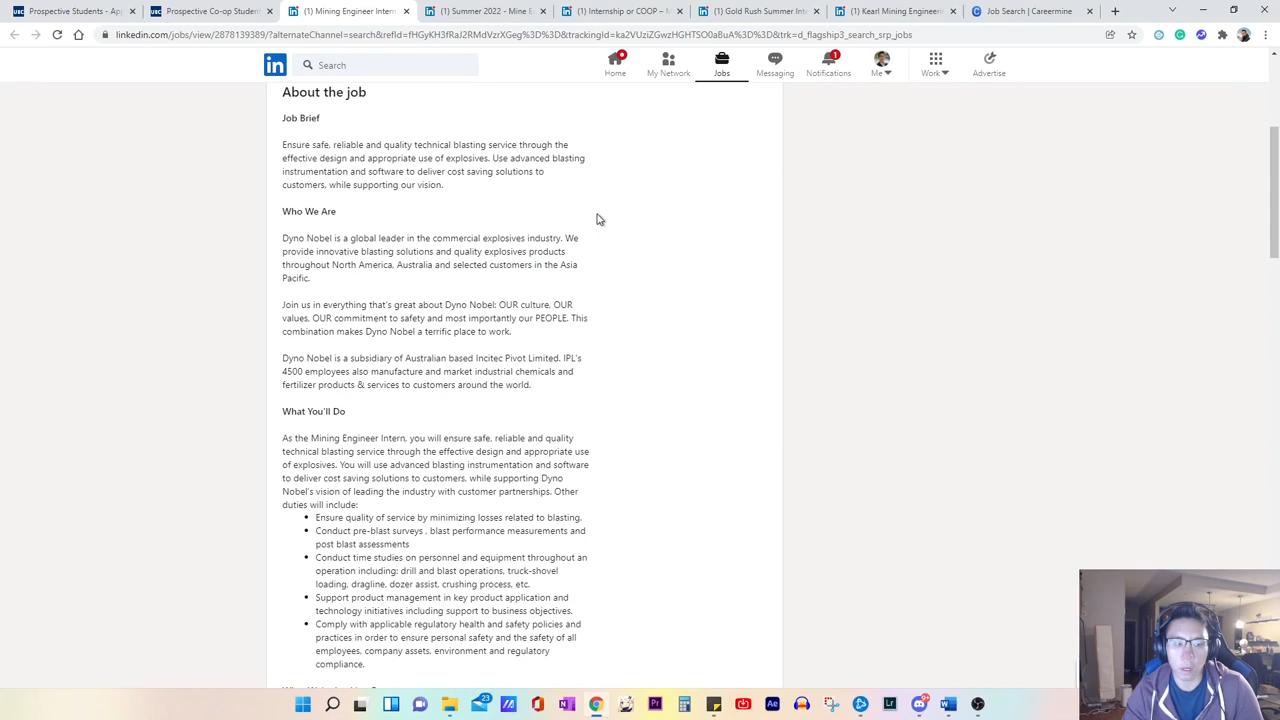 Prospective Students - App
Prospective Co-op Student
(1) Mining Engineer Intern
(1) Summer 2022 - Mine E
(1) Internship or COOP –
(1) Gold Rush Summer Inte
(1) Kearl Mining Engineerin
Job Search | Careermine
linkedin.com/jobs/view/2878139389/?alternateChannel=search&refId=fHGyKH3fRaJ2RMdVzrXGeg%3D%3D&trackingId=ka2VUziZGwzHGHTSO0aBuA%3D%3D&trk=d_flagship3_search_srp_jobs
in
Search
Home
My Network
Jobs
Messaging
1
Notifications
Me
Work
Advertise
About the job
Job Brief
Ensure safe, reliable and quality technical blasting service through the
effective design and appropriate use of explosives. Use advanced blasting
instrumentation and software to deliver cost saving solutions to
customers, while supporting our vision.
Who We Are
Dyno Nobel is a global leader in the commercial explosives industry. We
provide innovative blasting solutions and quality explosives products
throughout North America, Australia and selected customers in the Asia
Pacific.
Join us in everything that's great about Dyno Nobel: OUR culture, OUR
values, OUR commitment to safety and most importantly our PEOPLE. This
combination makes Dyno Nobel a terrific place to work.
Dyno Nobel is a subsidiary of Australian based Incitec Pivot Limited. IPL's
4500 employees also manufacture and market industrial chemicals and
fertilizer products & services to customers around the world.
What You'll Do
As the Mining Engineer Intern, you will ensure safe, reliable and quality
technical blasting service through the effective design and appropriate use
of explosives. You will use advanced blasting instrumentation and software
to deliver cost saving solutions to customers, while supporting Dyno
Nobel's vision of leading the industry with customer partnerships. Other
duties will include:
• Ensure quality of service by minimizing losses related to blasting.
• Conduct pre-blast surveys , blast performance measurements and
post blast assessments
• Conduct time studies on personnel and equipment throughout an
operation including: drill and blast operations, truck-shovel
loading, dragline, dozer assist, crushing process, etc.
• Support product management in key product application and
technology initiatives including support to business objectives.
• Comply with applicable regulatory health and safety policies and
practices in order to ensure personal safety and the safety of all
employees, company assets, environment and regulatory
compliance.
23